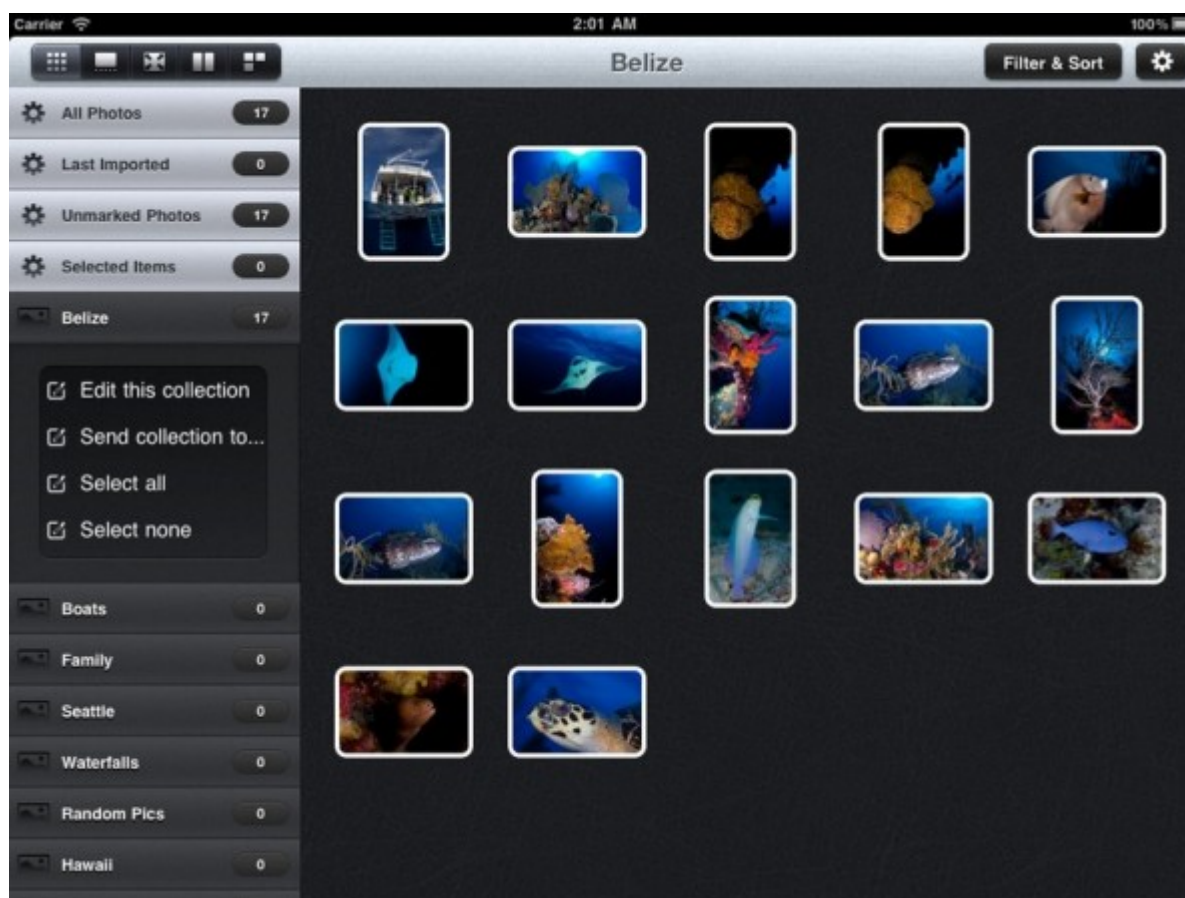 Carrier 2:01 AM 100%
Belize Filter & Sort
All Photos 17
Last Imported 0
Unmarked Photos 17
Selected Items 0
Belize 17
Edit this collection
Send collection to...
Select all
Select none
Boats 0
Family 0
Seattle 0
Waterfalls 0
Random Pics 0
Hawaii 0